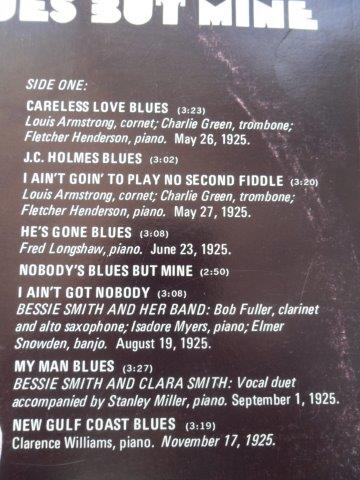 UES BUT MINE
SIDE ONE:
CARELESS LOVE BLUES (3:23)
Louis Armstrong, cornet; Charlie Green, trombone;
Fletcher Henderson, piano. May 26, 1925.
J.C. HOLMES BLUES (3:02)
I AIN'T GOIN' TO PLAY NO SECOND FIDDLE (3:20)
Louis Armstrong, cornet; Charlie Green, trombone;
Fletcher Henderson, piano. May 27, 1925.
HE'S GONE BLUES (3:08)
Fred Longshaw, piano. June 23, 1925.
NOBODY'S BLUES BUT MINE (2:50)
I AIN'T GOT NOBODY (3:08)
BESSIE SMITH AND HER BAND: Bob Fuller, clarinet
and alto saxophone; Isadore Myers, piano; Elmer
Snowden, banjo. August 19, 1925.
MY MAN BLUES (3:27)
BESSIE SMITH AND CLARA SMITH: Vocal duet
accompanied by Stanley Miller, piano. September 1, 1925.
NEW GULF COAST BLUES (3:19)
Clarence Williams, piano. November 17, 1925.